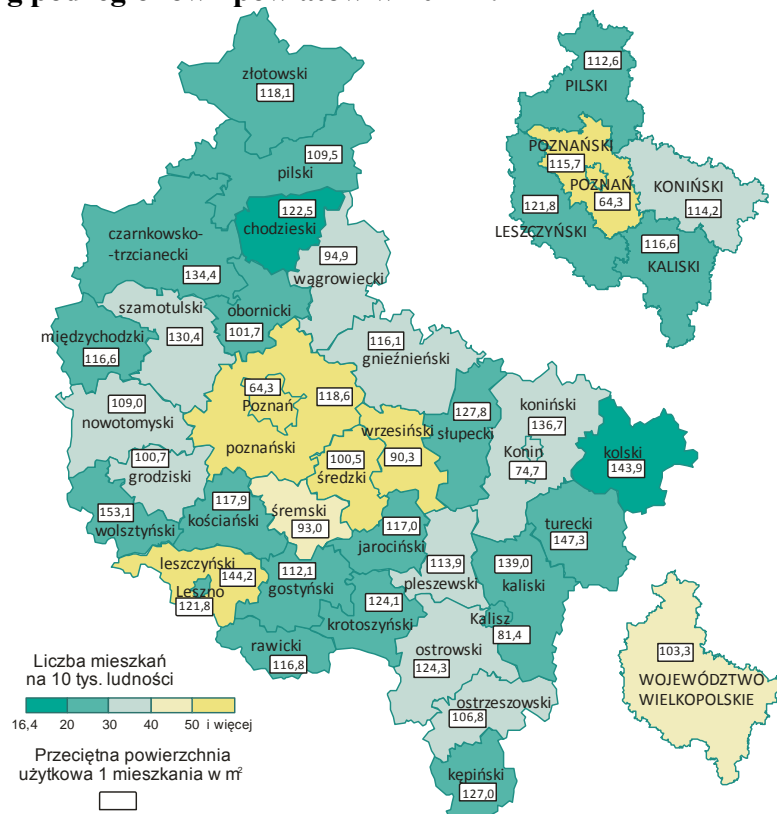 złotowski
118,1
109,5
pilski
122,5
chodzieski
czarnkowsko-
-trzcianecki
134,4
94,9
wągrowiecki
szamotulski
130,4
obornicki
101,7
międzychodzki
116,6
116,1
gnieźnieński
64,3
Poznań
118,6
poznański
109,0
nowotomyski
100,7
grodziski
wrzesiński
90,3
127,8
słupecki
koniński
136,7
Konin
74,7
kolski
143,9
100,5
średzki
153,1
wolsztyński
117,9
kościański
śremski
93,0
117,0
jarociński
turecki
147,3
leszczyński
144,2
Leszno
121,8
112,1
gostyński
113,9
pleszewski
139,0
kaliski
124,1
krotoszyński
Kalisz
81,4
rawicki
116,8
ostrowski
124,3
ostrzeszowski
106,8
kępiński
127,0
112,6
PILSKI
POZNAŃSKI
115,7
POZNAŃ
64,3
KONIŃSKI
114,2
121,8
LESZCZYŃSKI
116,6
KALISKI
103,3
WOJEWÓDZTWO
WIELKOPOLSKIE
Liczba mieszkań
na 10 tys. ludności
16,4 20 30 40 50 i więcej
Przeciętna powierzchnia
użytkowa 1 mieszkania w m²